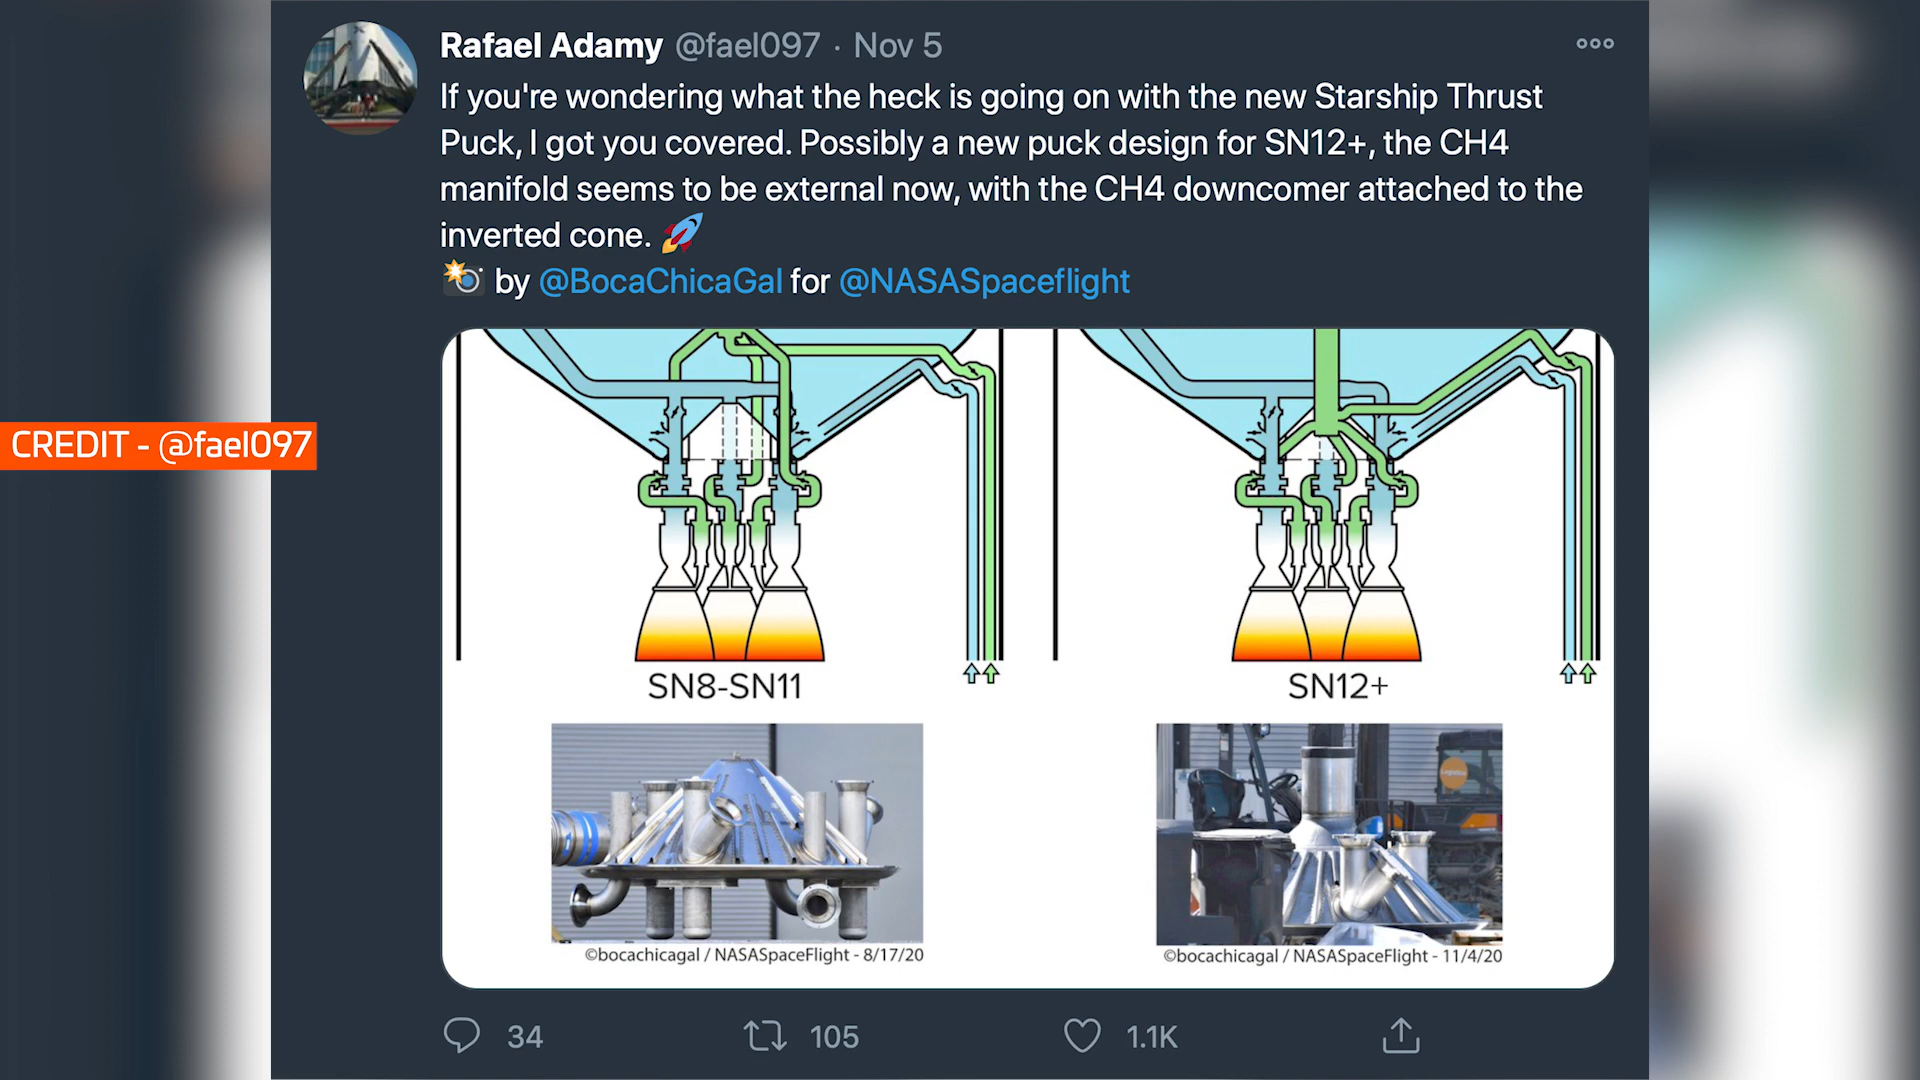 Rafael Adamy @fael097 · Nov 5
If you're wondering what the heck is going on with the new Starship Thrust
Puck, I got you covered. Possibly a new puck design for SN12+, the CH4
manifold seems to be external now, with the CH4 downcomer attached to the
inverted cone. 🚀
📸 by @BocaChicaGal for @NASASpaceflight
CREDIT - @fael097
SN8-SN11
SN12+
©bocachicagal / NASASpaceFlight - 8/17/20
©bocachicagal / NASASpaceFlight - 11/4/20
34
105
1.1K